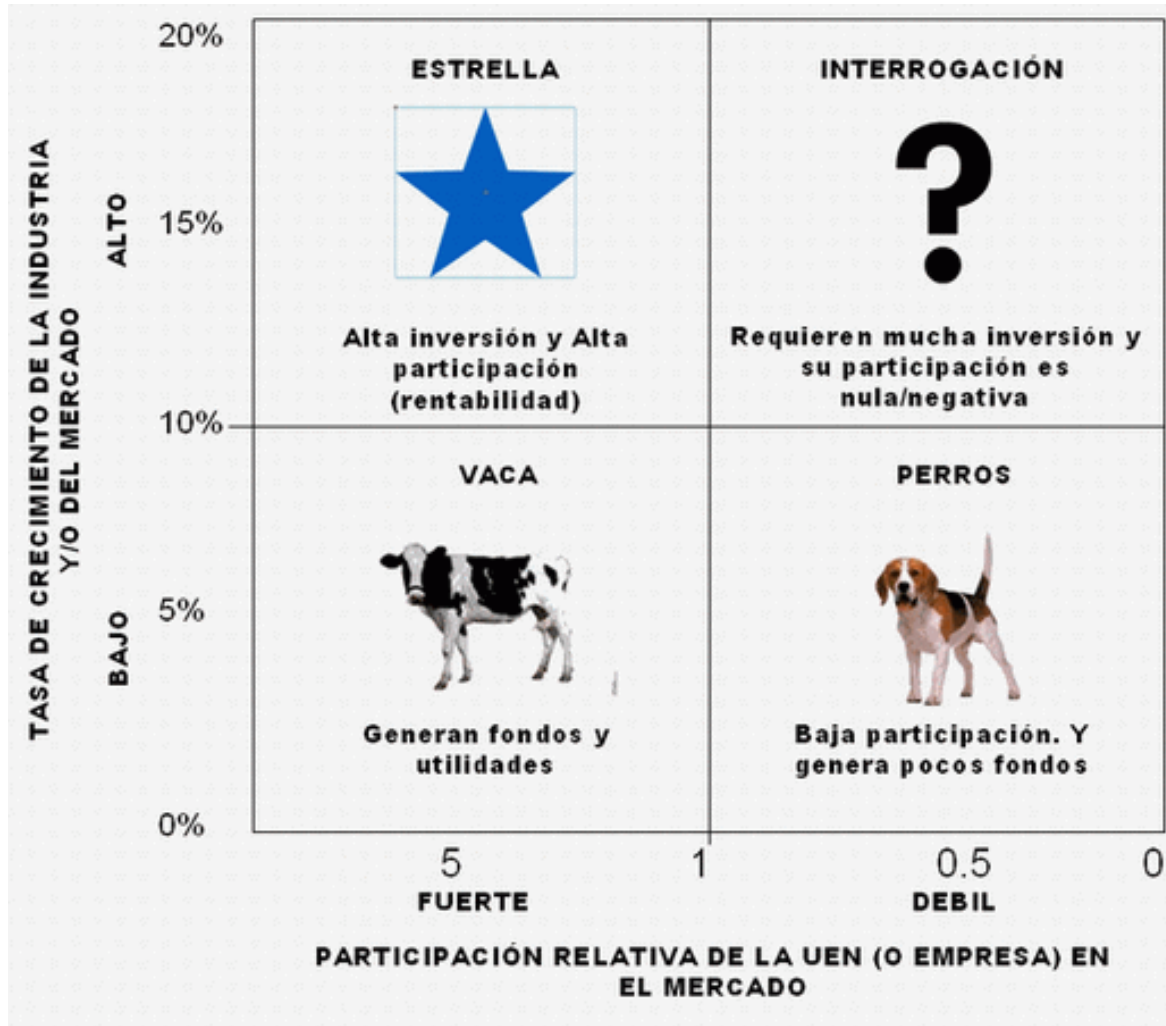 TASA DE CRECIMIENTO DE LA INDUSTRIA
Y/O DEL MERCADO
ALTO
BAJO
20%
15%
10%
5%
0%
ESTRELLA
Alta inversión y Alta
participación
(rentabilidad)
INTERROGACIÓN
?
Requieren mucha inversión y
su participación es
nula/negativa
VACA
Generan fondos y
utilidades
PERROS
Baja participación. Y
genera pocos fondos
5
1
0.5
0
FUERTE
DEBIL
PARTICIPACIÓN RELATIVA DE LA UEN (O EMPRESA) EN
EL MERCADO